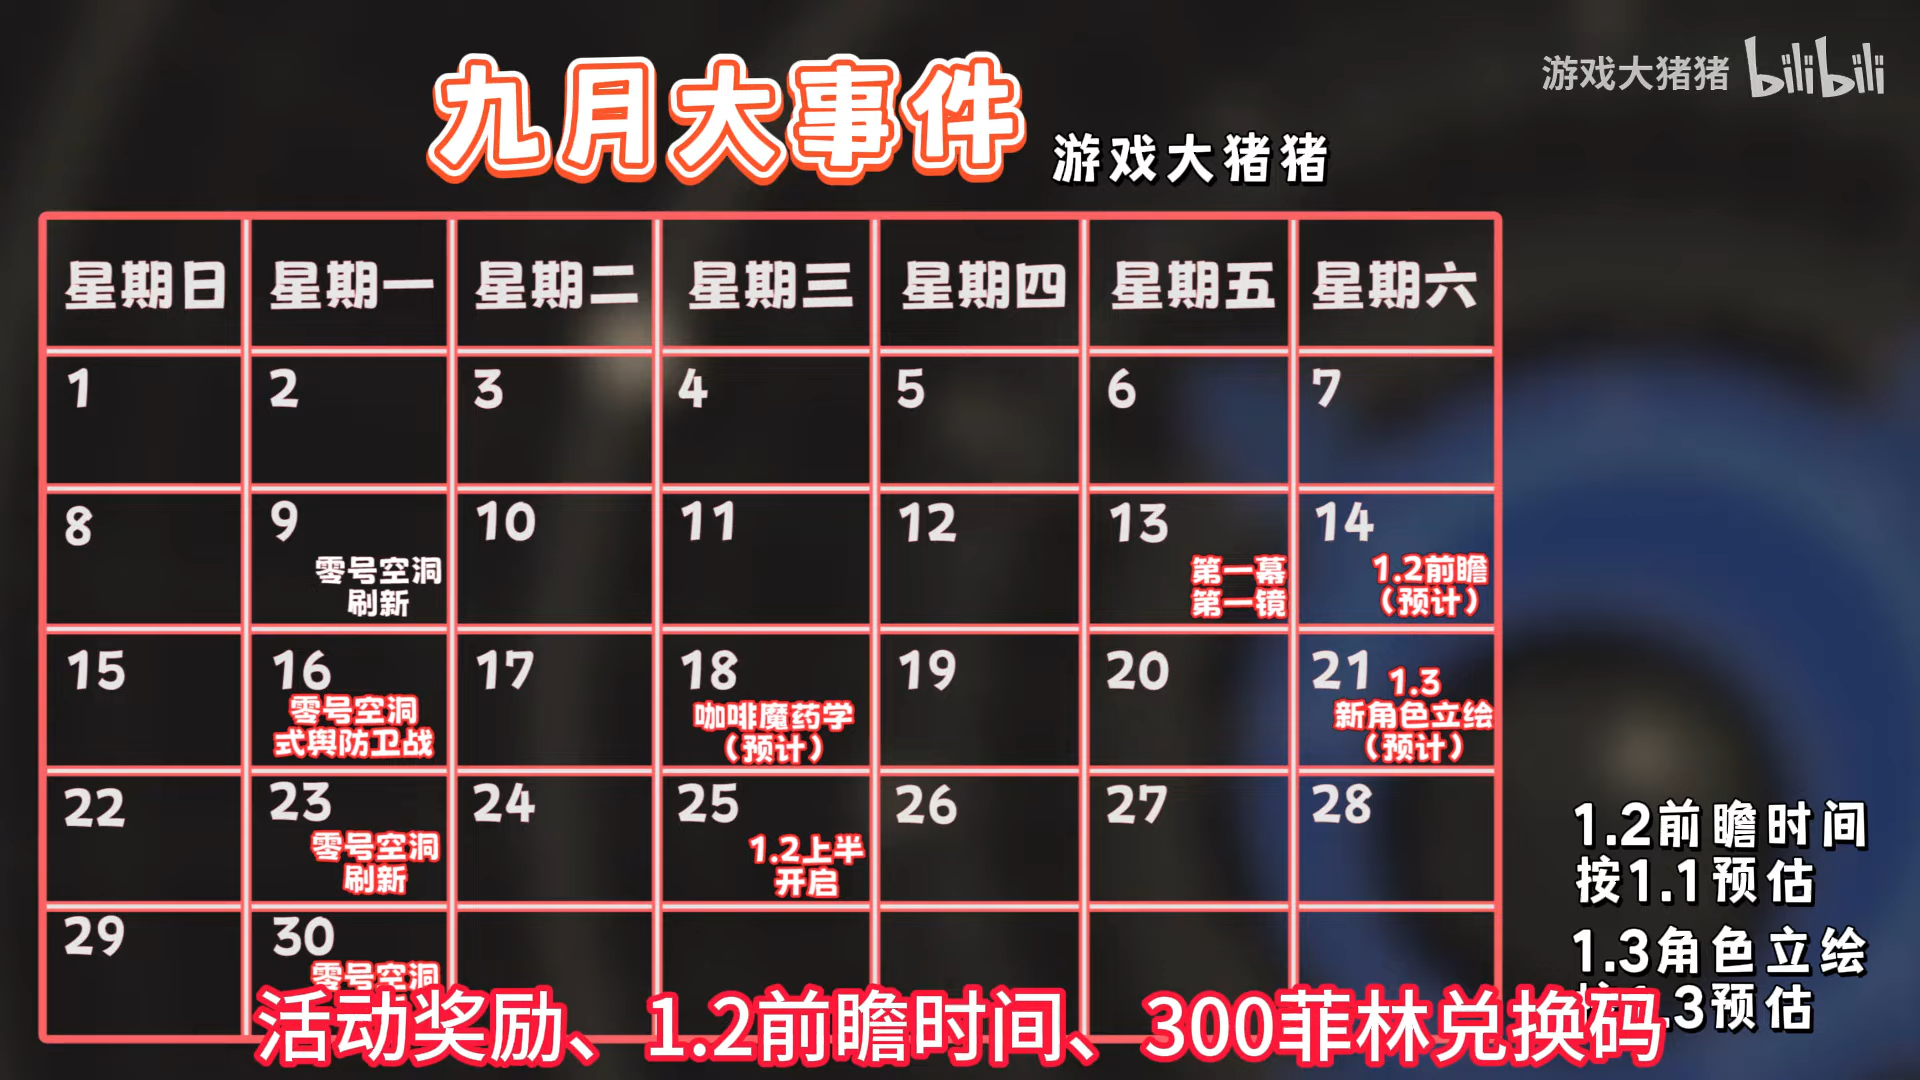 游戏大猪猪 bilibili
九月大事件
游戏大猪猪
星期日 星期一 星期二 星期三 星期四 星期五 星期六
1 2 3 4 5 6 7
8 9 10 11 12 13 14
零号空洞
刷新
第一幕
第一镜
1.2前瞻
（预计）
15 16 17 18 19 20 21
零号空洞
式舆防卫战
咖啡魔药学
（预计）
1.3
新角色立绘
（预计）
22 23 24 25 26 27 28
零号空洞
刷新
1.2上半
开启
29 30
零号空洞
1.2前瞻时间
按1.1预估
1.3角色立绘
.3预估
活动奖励、1.2前瞻时间、300菲林兑换码